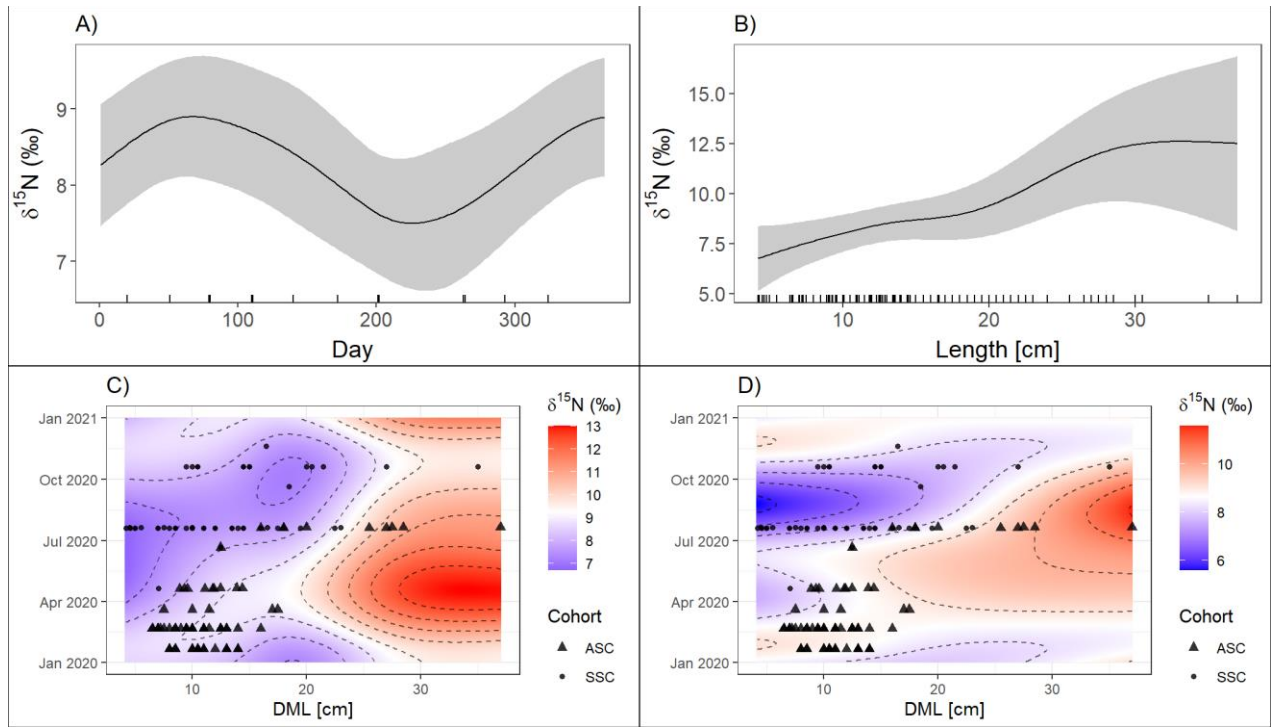 A)
δ¹⁵N (‰)
9
8
7
0
100
200
300
Day
B)
δ¹⁵N (‰)
15.0
12.5
10.0
7.5
5.0
10
20
30
Length [cm]
C)
Jan 2021
Oct 2020
Jul 2020
Apr 2020
Jan 2020
10
20
30
DML [cm]
δ¹⁵N (‰)
13
12
11
10
9
8
7
Cohort
ASC
SSC
D)
Jan 2021
Oct 2020
Jul 2020
Apr 2020
Jan 2020
10
20
30
DML [cm]
δ¹⁵N (‰)
10
8
6
Cohort
ASC
SSC